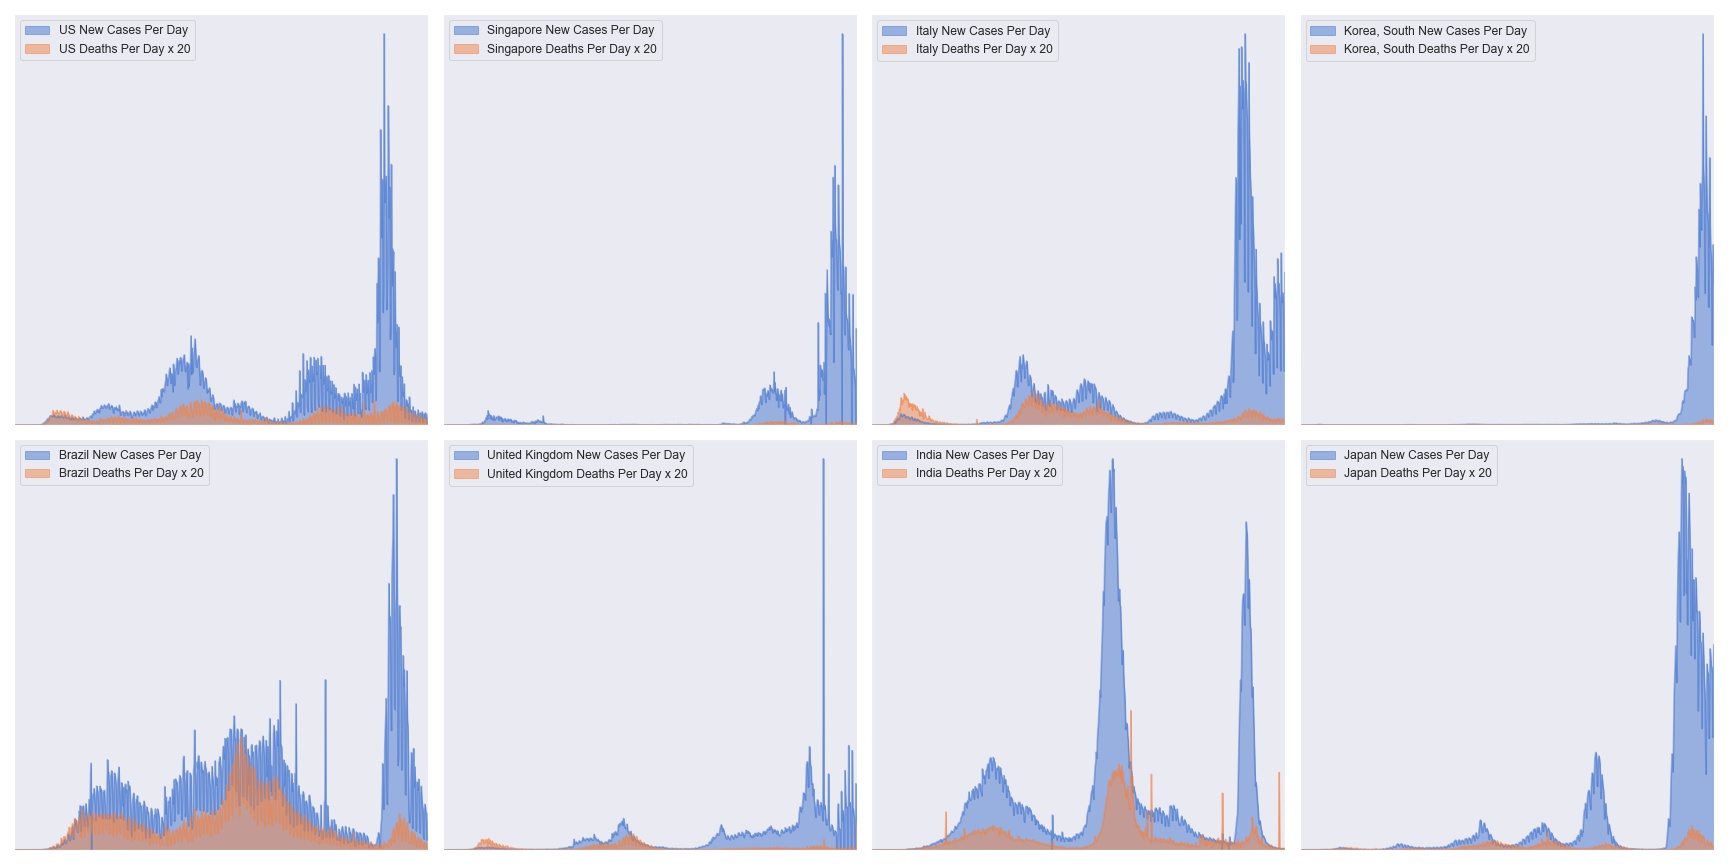 US New Cases Per Day
US Deaths Per Day x 20
Singapore New Cases Per Day
Singapore Deaths Per Day x 20
Italy New Cases Per Day
Italy Deaths Per Day x 20
Korea, South New Cases Per Day
Korea, South Deaths Per Day x 20
Brazil New Cases Per Day
Brazil Deaths Per Day x 20
United Kingdom New Cases Per Day
United Kingdom Deaths Per Day x 20
India New Cases Per Day
India Deaths Per Day x 20
Japan New Cases Per Day
Japan Deaths Per Day x 20